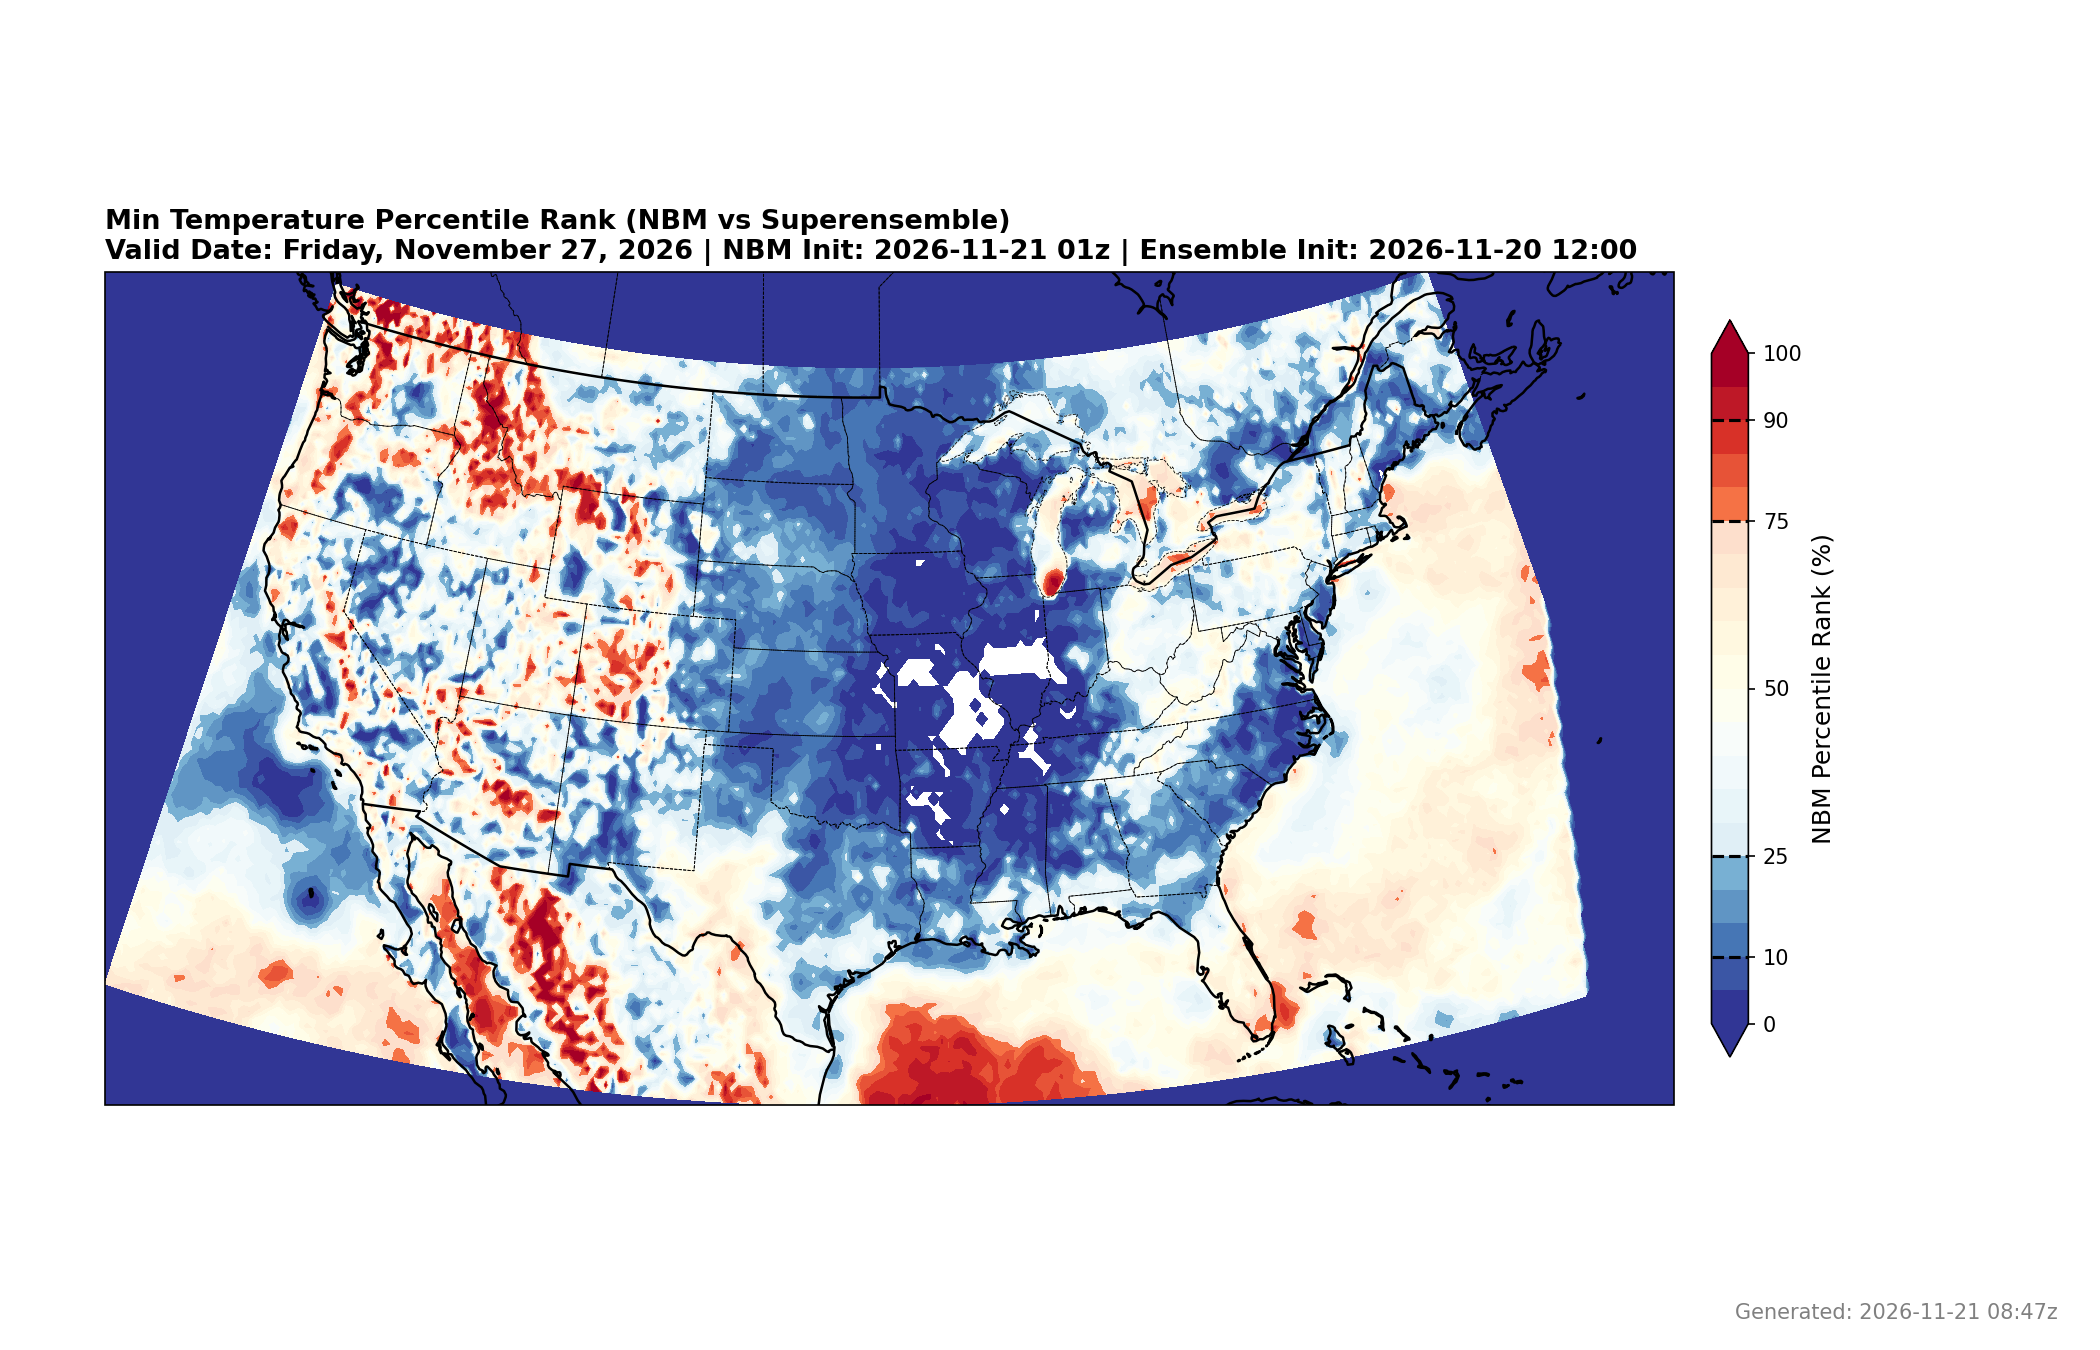 Min Temperature Percentile Rank (NBM vs Superensemble)
Valid Date: Friday, November 27, 2026 | NBM Init: 2026-11-21 01z | Ensemble Init: 2026-11-20 12:00
100
90
75
50
25
10
0
NBM Percentile Rank (%)
Generated: 2026-11-21 08:47z